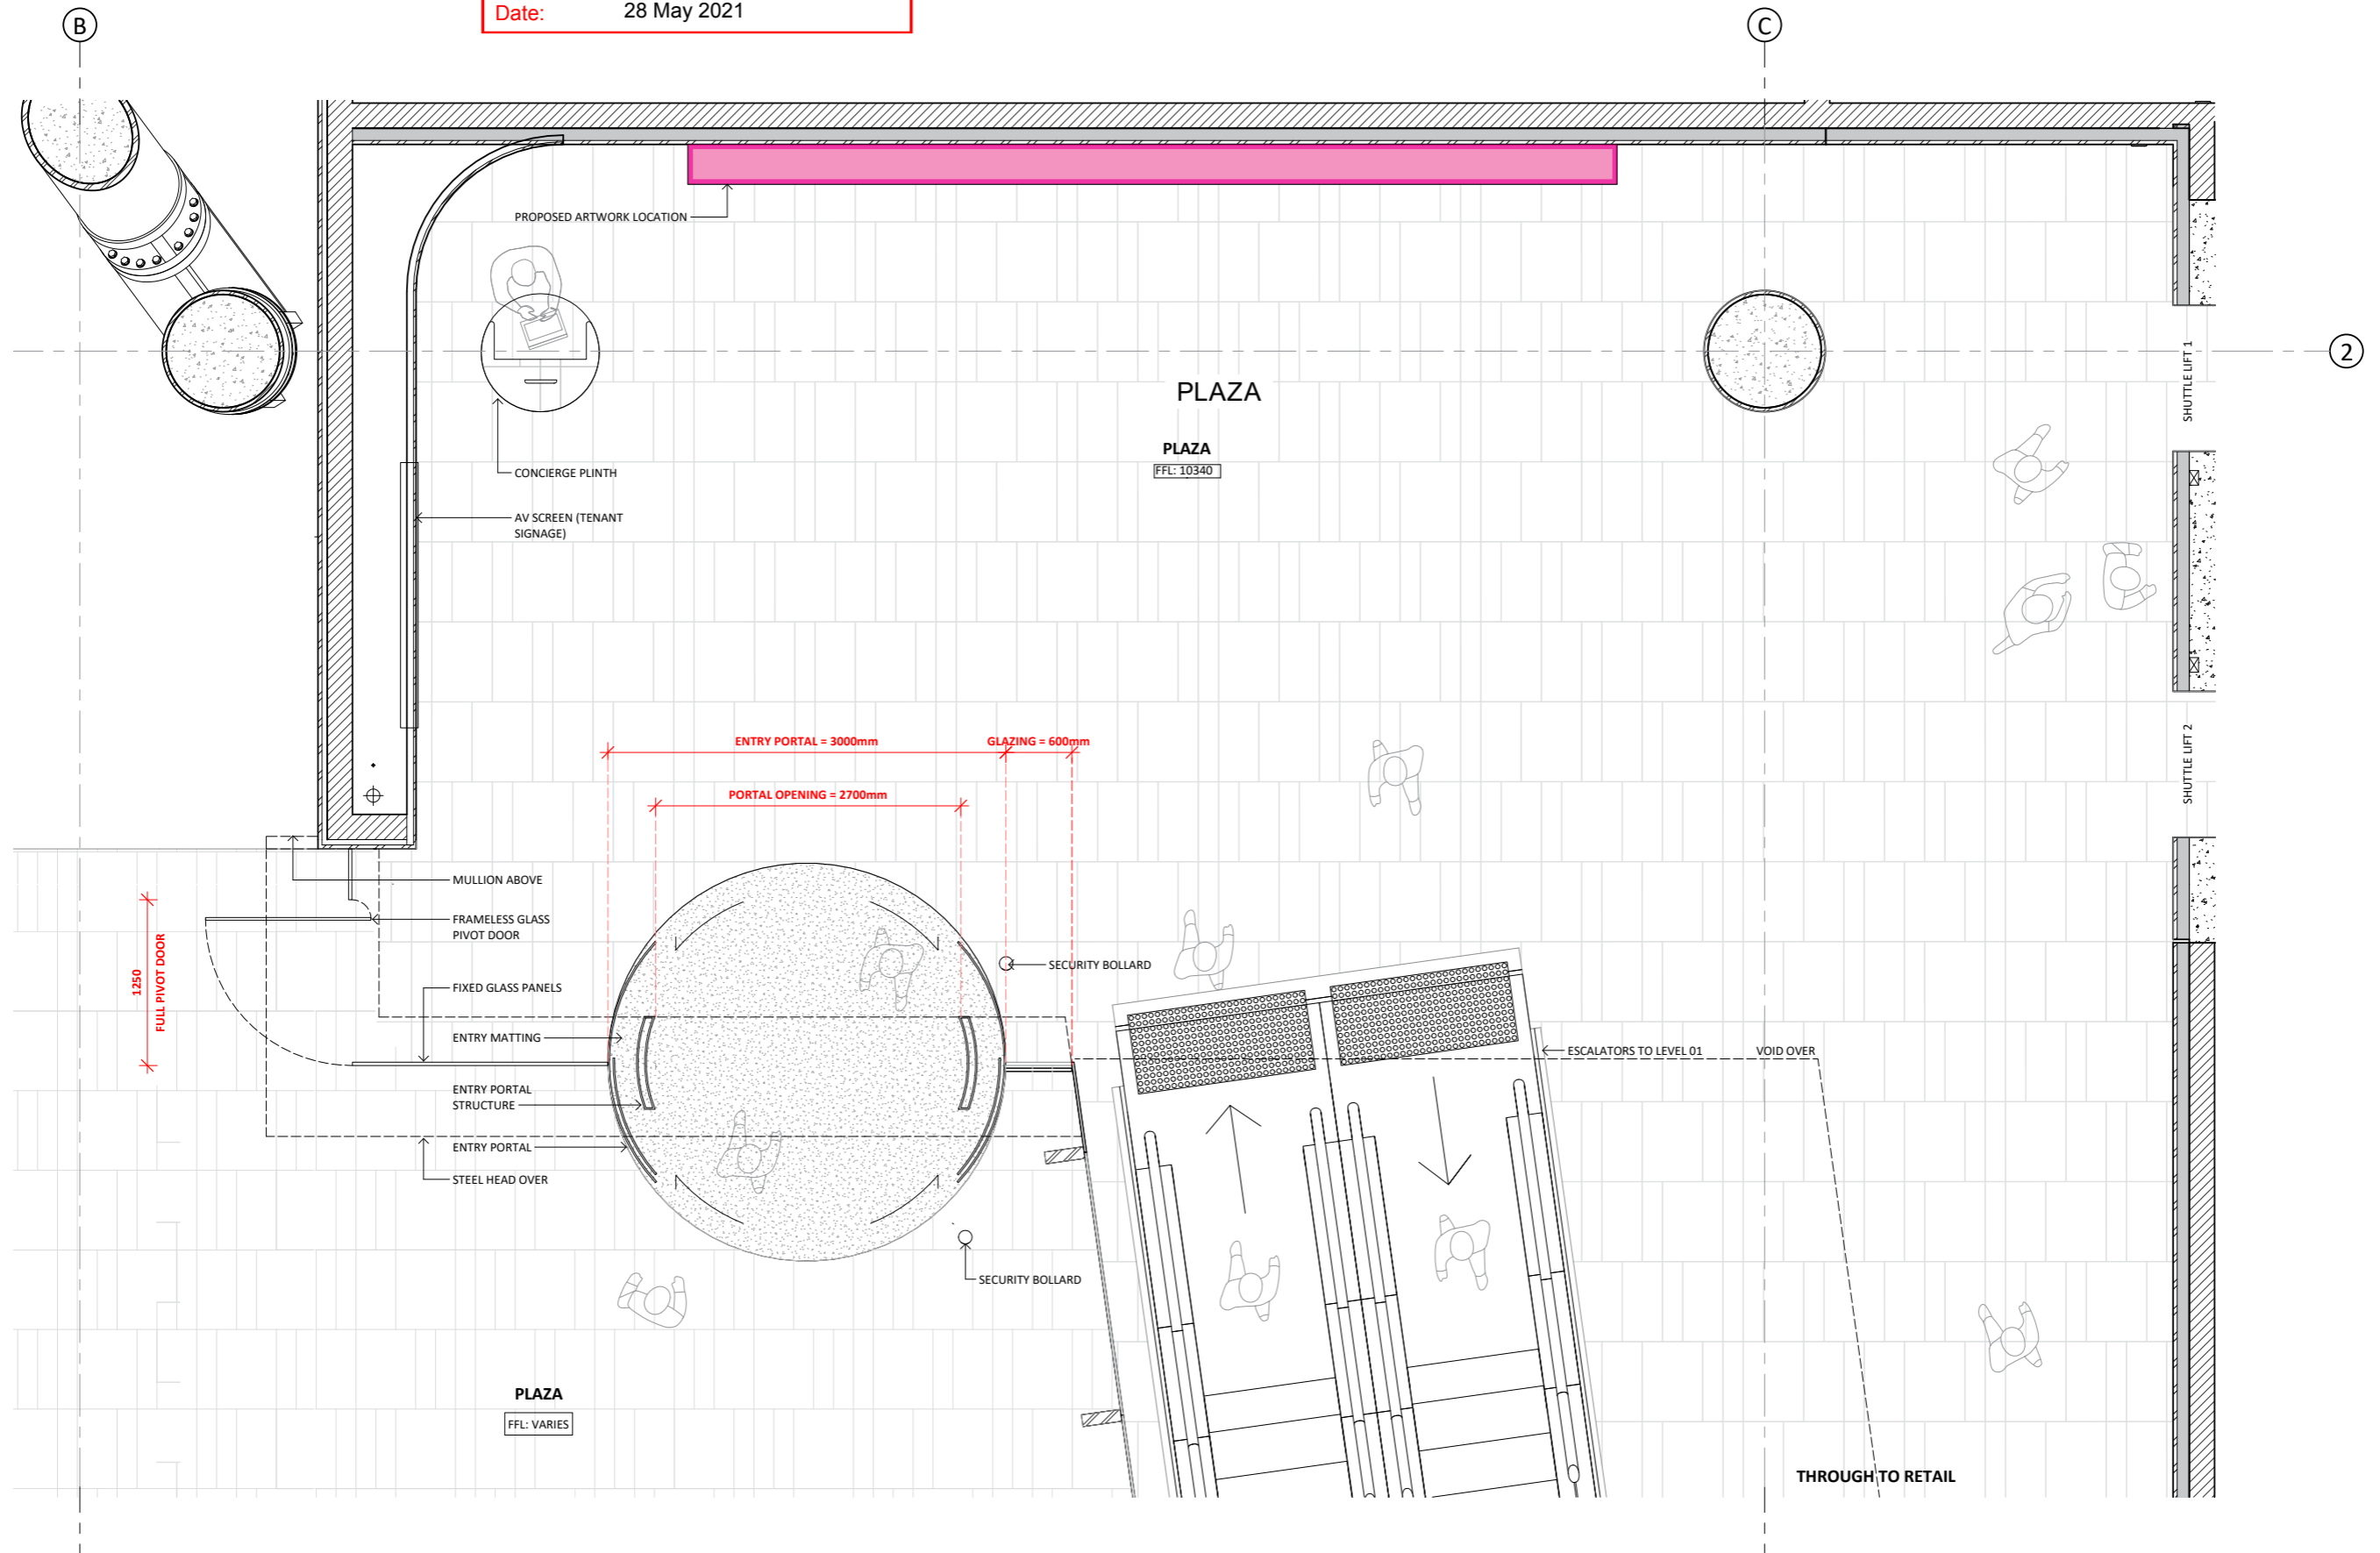 Date: 28 May 2021
B
C
PROPOSED ARTWORK LOCATION
2
SHUTTLE LIFT 1
PLAZA
PLAZA
FFL: 10340
CONCIERGE PLINTH
AV SCREEN (TENANT
SIGNAGE)
ENTRY PORTAL = 3000mm
GLAZING = 600mm
SHUTTLE LIFT 2
PORTAL OPENING = 2700mm
MULLION ABOVE
FRAMELESS GLASS
PIVOT DOOR
1250
FULL PIVOT DOOR
SECURITY BOLLARD
FIXED GLASS PANELS
ENTRY MATTING
ESCALATORS TO LEVEL 01
VOID OVER
ENTRY PORTAL
STRUCTURE
ENTRY PORTAL
STEEL HEAD OVER
SECURITY BOLLARD
PLAZA
FFL: VARIES
THROUGH TO RETAIL